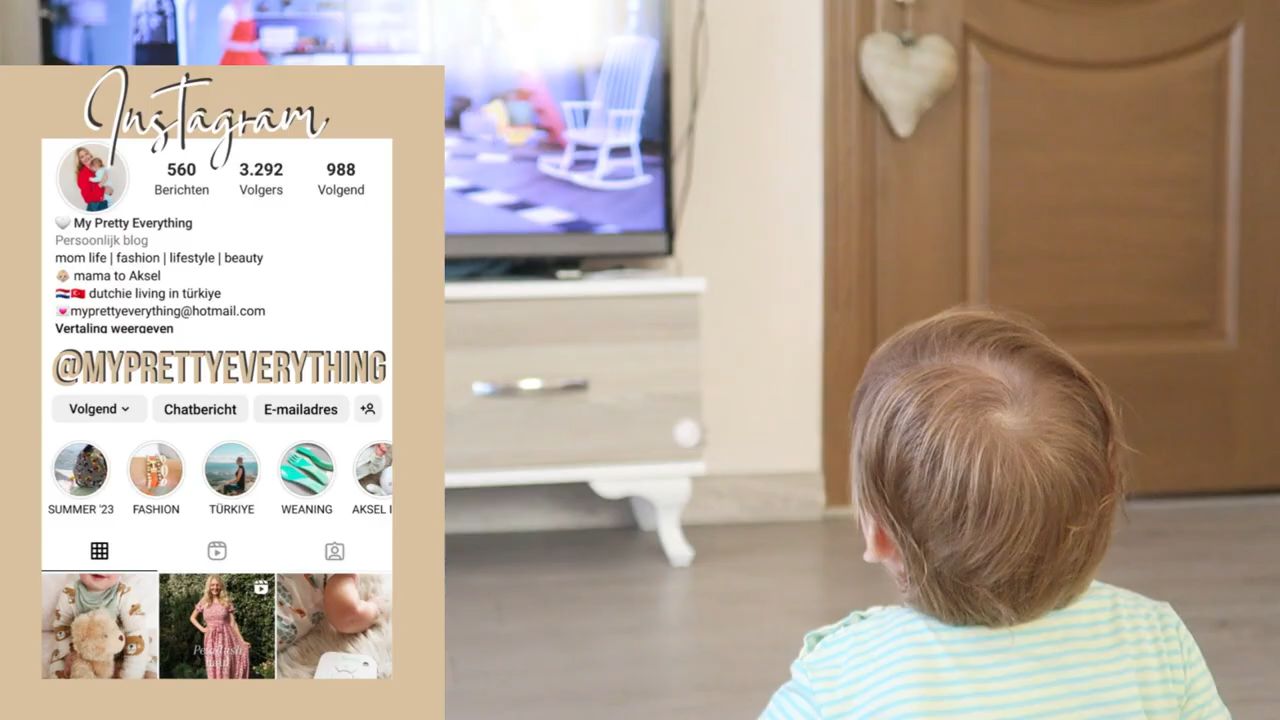 Instagram
560 3.292 988
Berichten Volgers Volgend
🤍 My Pretty Everything
Persoonlijk blog
mom life | fashion | lifestyle | beauty
👶🏼 mama to Aksel
🇳🇱🇹🇷 dutchie living in türkiye
💌myprettyeverything@hotmail.com
Vertaling weergeven
@MYPRETTYEVERYTHING
Volgend Chatbericht E-mailadres
SUMMER '23 FASHION TÜRKIYE WEANING AKSEL